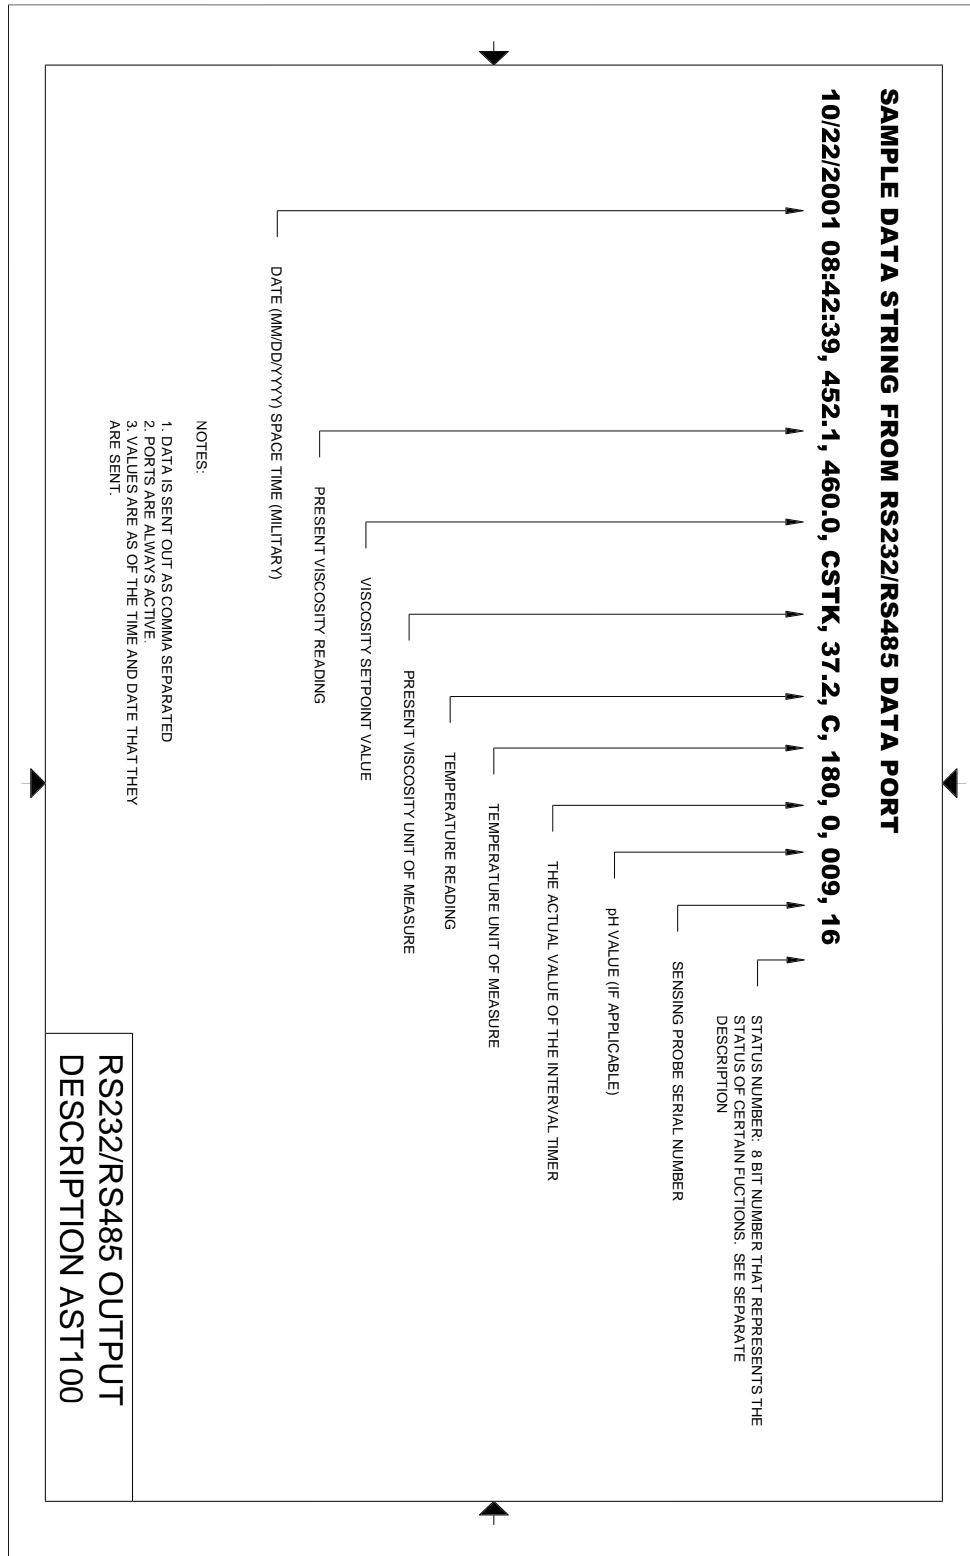 SAMPLE DATA STRING FROM RS232/RS485 DATA PORT
10/22/2001 08:42:39, 452.1, 460.0, CSTK, 37.2, C, 180, 0, 009, 16
STATUS NUMBER: 8 BIT NUMBER THAT REPRESENTS THE
STATUS OF CERTAIN FUCTIONS. SEE SEPARATE
DESCRIPTION
SENSING PROBE SERIAL NUMBER
pH VALUE (IF APPLICABLE)
THE ACTUAL VALUE OF THE INTERVAL TIMER
TEMPERATURE UNIT OF MEASURE
TEMPERATURE READING
PRESENT VISCOSITY UNIT OF MEASURE
VISCOSITY SETPOINT VALUE
PRESENT VISCOSITY READING
DATE (MM/DD/YYYY) SPACE TIME (MILITARY)
NOTES:
1. DATA IS SENT OUT AS COMMA SEPARATED
2. PORTS ARE ALWAYS ACTIVE.
3. VALUES ARE AS OF THE TIME AND DATE THAT THEY
ARE SENT.
RS232/RS485 OUTPUT
DESCRIPTION AST100